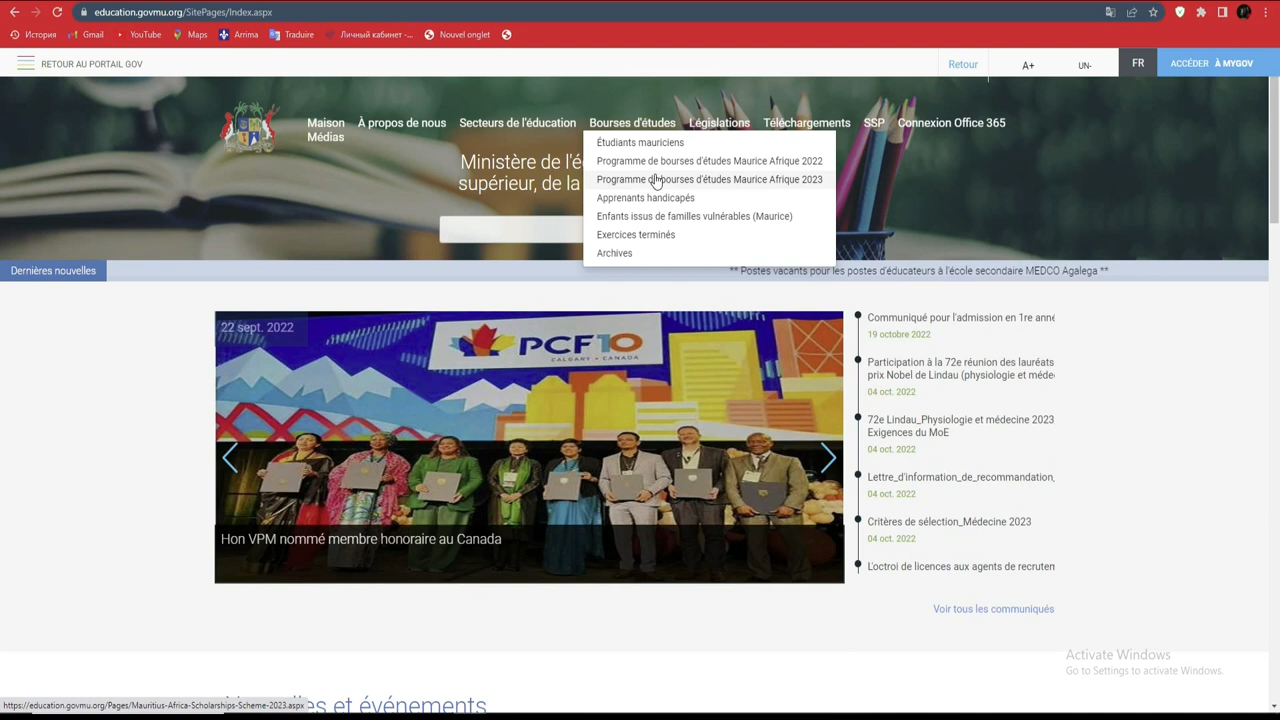 education.govmu.org/SitePages/Index.aspx
История
Gmail
YouTube
Maps
Arrima
Traduire
Личный кабинет -...
Nouvel onglet
RETOUR AU PORTAIL GOV
Retour
A+
UN-
FR
ACCÉDER À MYGOV
Maison
À propos de nous
Secteurs de l'éducation
Bourses d'études
Législations
Téléchargements
SSP
Connexion Office 365
Médias
Ministère de l'é
supérieur, de la
Étudiants mauriciens
Programme de bourses d'études Maurice Afrique 2022
Programme de bourses d'études Maurice Afrique 2023
Apprenants handicapés
Enfants issus de familles vulnérables (Maurice)
Exercices terminés
Archives
Dernières nouvelles
** Postes vacants pour les postes d'éducateurs à l'école secondaire MEDCO Agalega **
22 sept. 2022
PCF10
CALGARY • CANADA
Hon VPM nommé membre honoraire au Canada
Communiqué pour l'admission en 1re anné
19 octobre 2022
Participation à la 72e réunion des lauréats
prix Nobel de Lindau (physiologie et méde
04 oct. 2022
72e Lindau_Physiologie et médecine 2023
Exigences du MoE
04 oct. 2022
Lettre_d'information_de_recommandation_
04 oct. 2022
Critères de sélection_Médecine 2023
04 oct. 2022
L'octroi de licences aux agents de recruten
Voir tous les communiqués
Activate Windows
Go to Settings to activate Windows.
https://education.govmu.org/Pages/Mauritius-Africa-Scholarships-Scheme-2023.aspx
les et événements